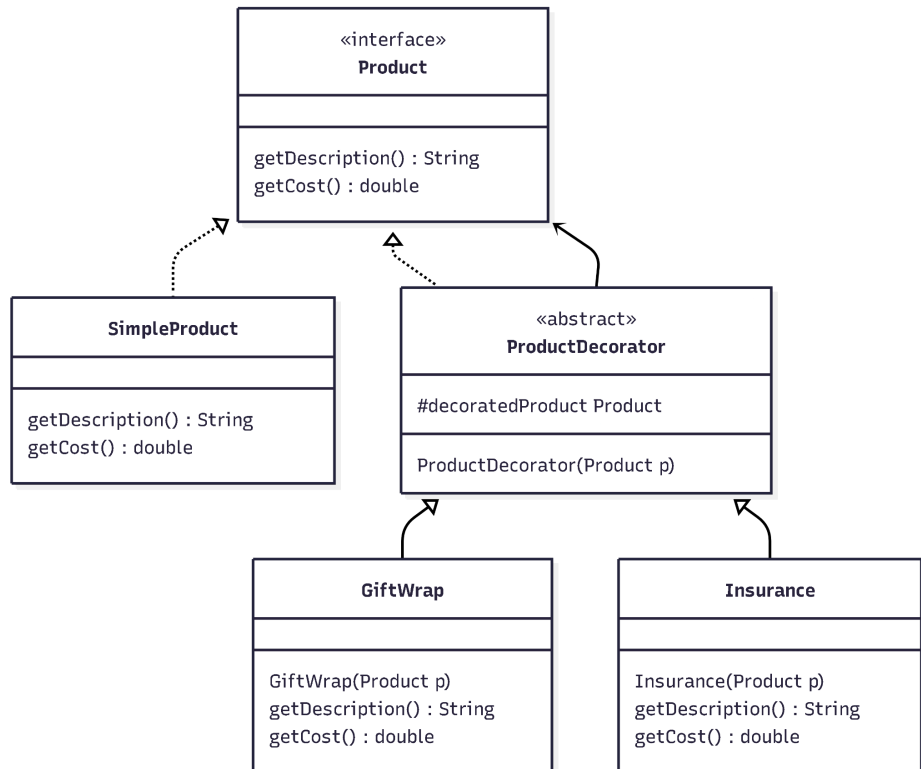 «interface»
Product
getDescription() : String
getCost() : double
SimpleProduct
getDescription() : String
getCost() : double
«abstract»
ProductDecorator
#decoratedProduct Product
ProductDecorator(Product p)
GiftWrap
GiftWrap(Product p)
getDescription() : String
getCost() : double
Insurance
Insurance(Product p)
getDescription() : String
getCost() : double